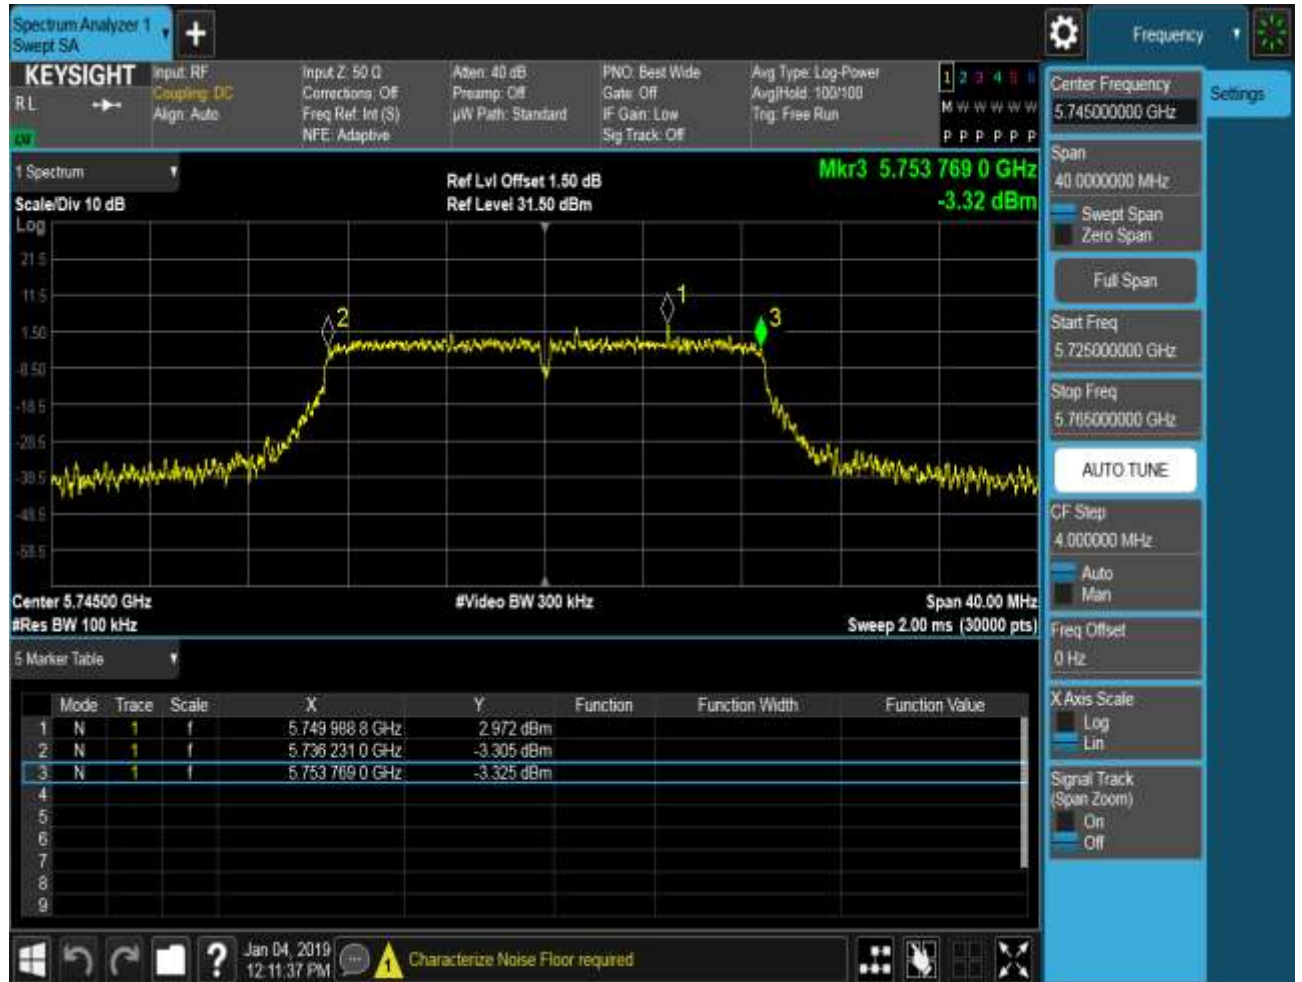 Spectrum Analyzer 1
Swept SA
Frequency
KEYSIGHT
R L
Input: RF
Coupling: DC
Align: Auto
Input Z: 50 Ω
Corrections: Off
Freq Ref: Int (S)
NFE: Adaptive
Atten: 40 dB
Preamp: Off
µW Path: Standard
PNO: Best Wide
Gate: Off
IF Gain: Low
Sig Track: Off
Avg Type: Log-Power
Avg|Hold: 100/100
Trig: Free Run
1 2 3 4 5 6
M W W W W W
P P P P P P
1 Spectrum
Scale/Div 10 dB
Ref Lvl Offset 1.50 dB
Ref Level 31.50 dBm
Mkr3 5.753 769 0 GHz
-3.32 dBm
Log
21.5
11.5
1.50
-8.50
-18.5
-28.5
-38.5
-48.5
-58.5
2
1
3
Center 5.74500 GHz
#Video BW 300 kHz
Span 40.00 MHz
#Res BW 100 kHz
Sweep 2.00 ms (30000 pts)
5 Marker Table
Mode Trace Scale X Y Function Function Width Function Value
1 N 1 f 5.749 988 8 GHz 2.972 dBm
2 N 1 f 5.736 231 0 GHz -3.305 dBm
3 N 1 f 5.753 769 0 GHz -3.325 dBm
4
5
6
7
8
9
Jan 04, 2019
12:11:37 PM
1
Characterize Noise Floor required
Center Frequency
5.745000000 GHz
Settings
Span
40.0000000 MHz
Swept Span
Zero Span
Full Span
Start Freq
5.725000000 GHz
Stop Freq
5.765000000 GHz
AUTO TUNE
CF Step
4.000000 MHz
Auto
Man
Freq Offset
0 Hz
X Axis Scale
Log
Lin
Signal Track
(Span Zoom)
On
Off